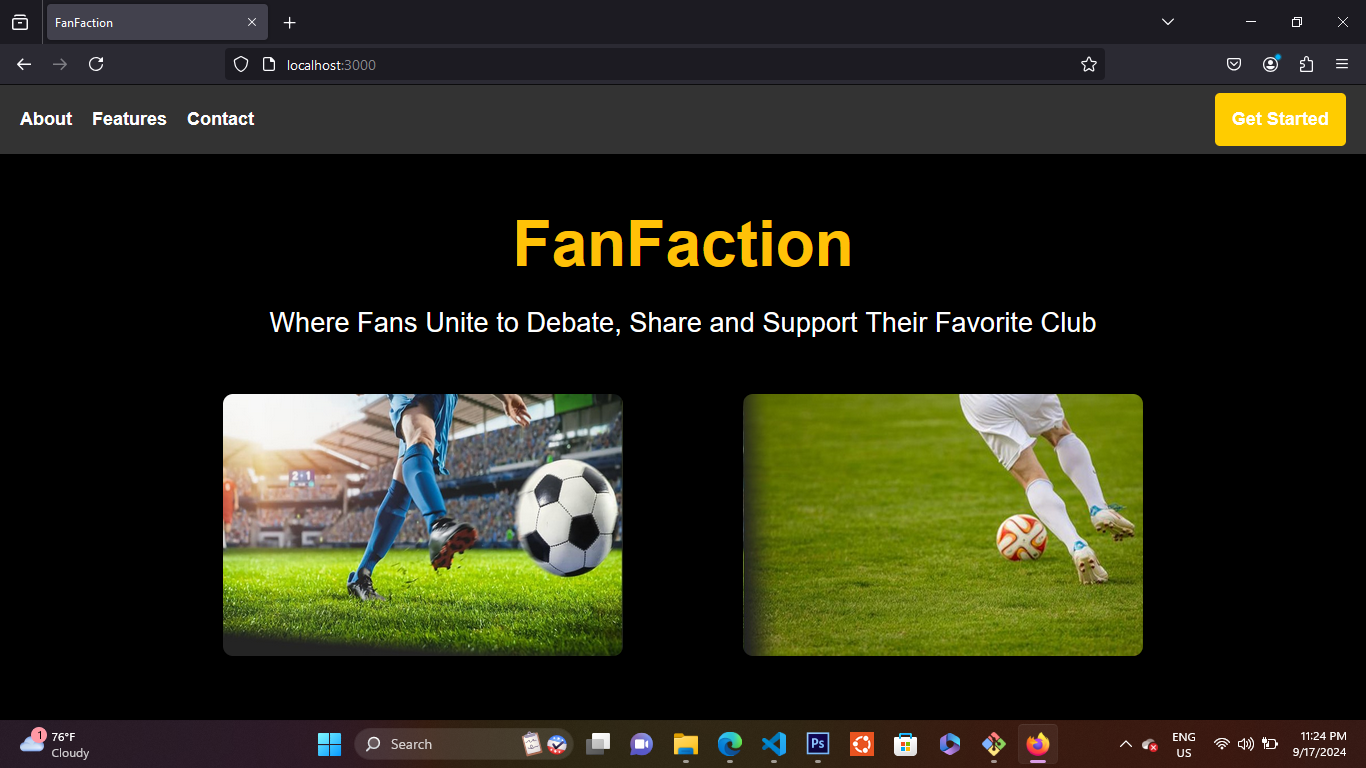 FanFaction
localhost:3000
About Features Contact Get Started
FanFaction
Where Fans Unite to Debate, Share and Support Their Favorite Club
2-1
1
76°F
Cloudy
Search
Ps
ENG
US
11:24 PM
9/17/2024